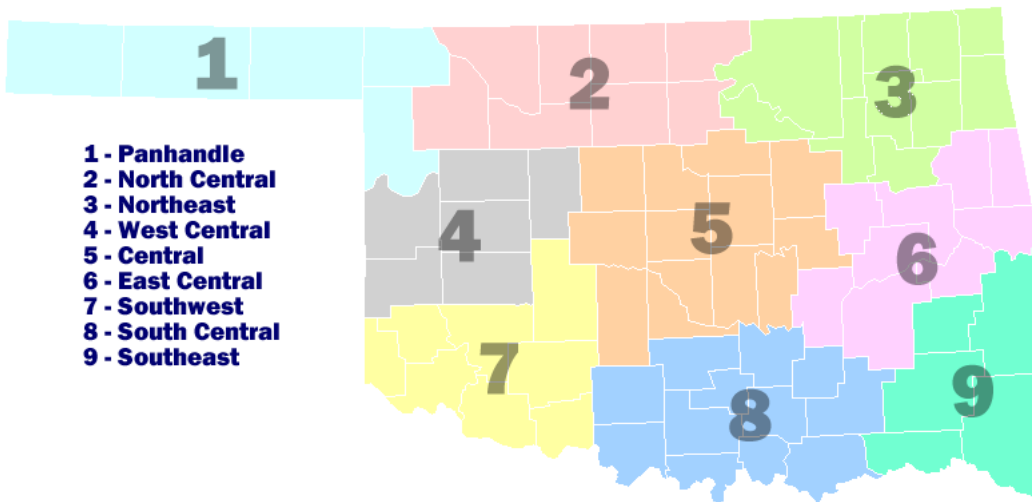 1
2
3
1 - Panhandle
2 - North Central
3 - Northeast
4 - West Central
5 - Central
6 - East Central
7 - Southwest
8 - South Central
9 - Southeast
4
5
6
7
8
9